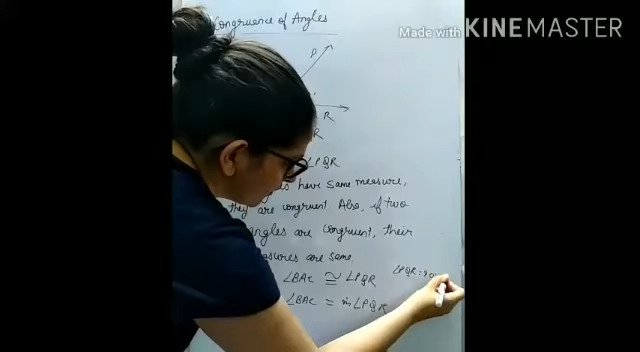 Congruence of Angles
Made with KINEMASTER
P
R
R
∠PQR
have same measure,
they are congruent Also, if two
angles are congruent, their
measures are same.
∠BAC ≅ ∠PQR
∠PQR =
∠BAC = m∠PQR